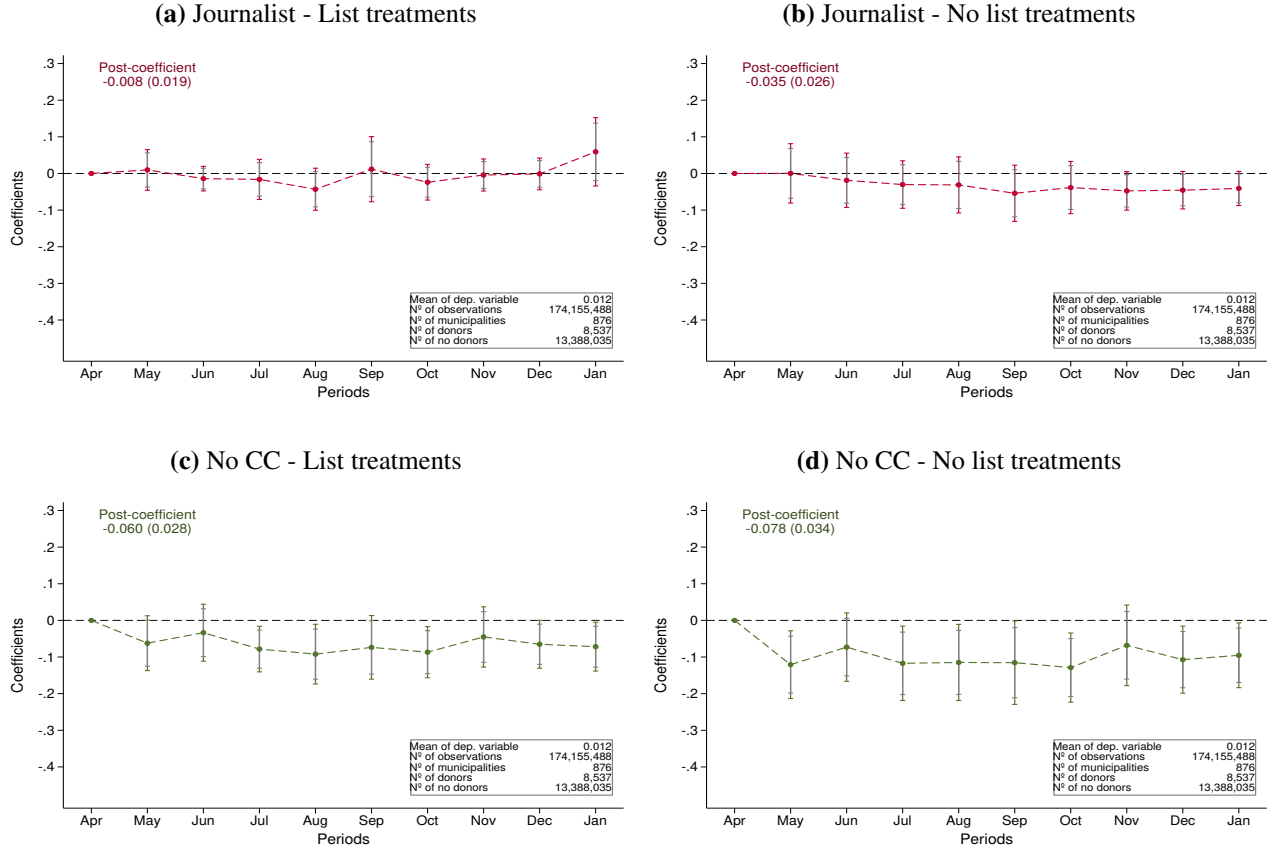 (a) Journalist - List treatments
Post-coefficient
-0.008 (0.019)
.3
.2
.1
0
-.1
-.2
-.3
-.4
Coefficients
Mean of dep. variable 0.012
Nº of observations 174,155,488
Nº of municipalities 876
Nº of donors 8,537
Nº of no donors 13,388,035
Apr May Jun Jul Aug Sep Oct Nov Dec Jan
Periods
(b) Journalist - No list treatments
Post-coefficient
-0.035 (0.026)
.3
.2
.1
0
-.1
-.2
-.3
-.4
Coefficients
Mean of dep. variable 0.012
Nº of observations 174,155,488
Nº of municipalities 876
Nº of donors 8,537
Nº of no donors 13,388,035
Apr May Jun Jul Aug Sep Oct Nov Dec Jan
Periods
(c) No CC - List treatments
Post-coefficient
-0.060 (0.028)
.3
.2
.1
0
-.1
-.2
-.3
-.4
Coefficients
Mean of dep. variable 0.012
Nº of observations 174,155,488
Nº of municipalities 876
Nº of donors 8,537
Nº of no donors 13,388,035
Apr May Jun Jul Aug Sep Oct Nov Dec Jan
Periods
(d) No CC - No list treatments
Post-coefficient
-0.078 (0.034)
.3
.2
.1
0
-.1
-.2
-.3
-.4
Coefficients
Mean of dep. variable 0.012
Nº of observations 174,155,488
Nº of municipalities 876
Nº of donors 8,537
Nº of no donors 13,388,035
Apr May Jun Jul Aug Sep Oct Nov Dec Jan
Periods